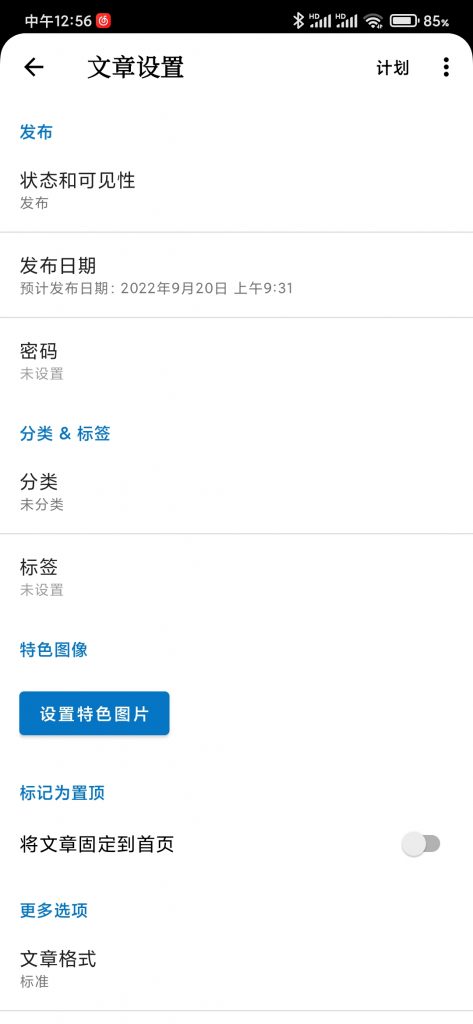 中午12:56 HD HD 85%
文章设置 计划
发布
状态和可见性
发布
发布日期
预计发布日期：2022年9月20日 上午9:31
密码
未设置
分类 & 标签
分类
未分类
标签
未设置
特色图像
设置特色图片
标记为置顶
将文章固定到首页
更多选项
文章格式
标准